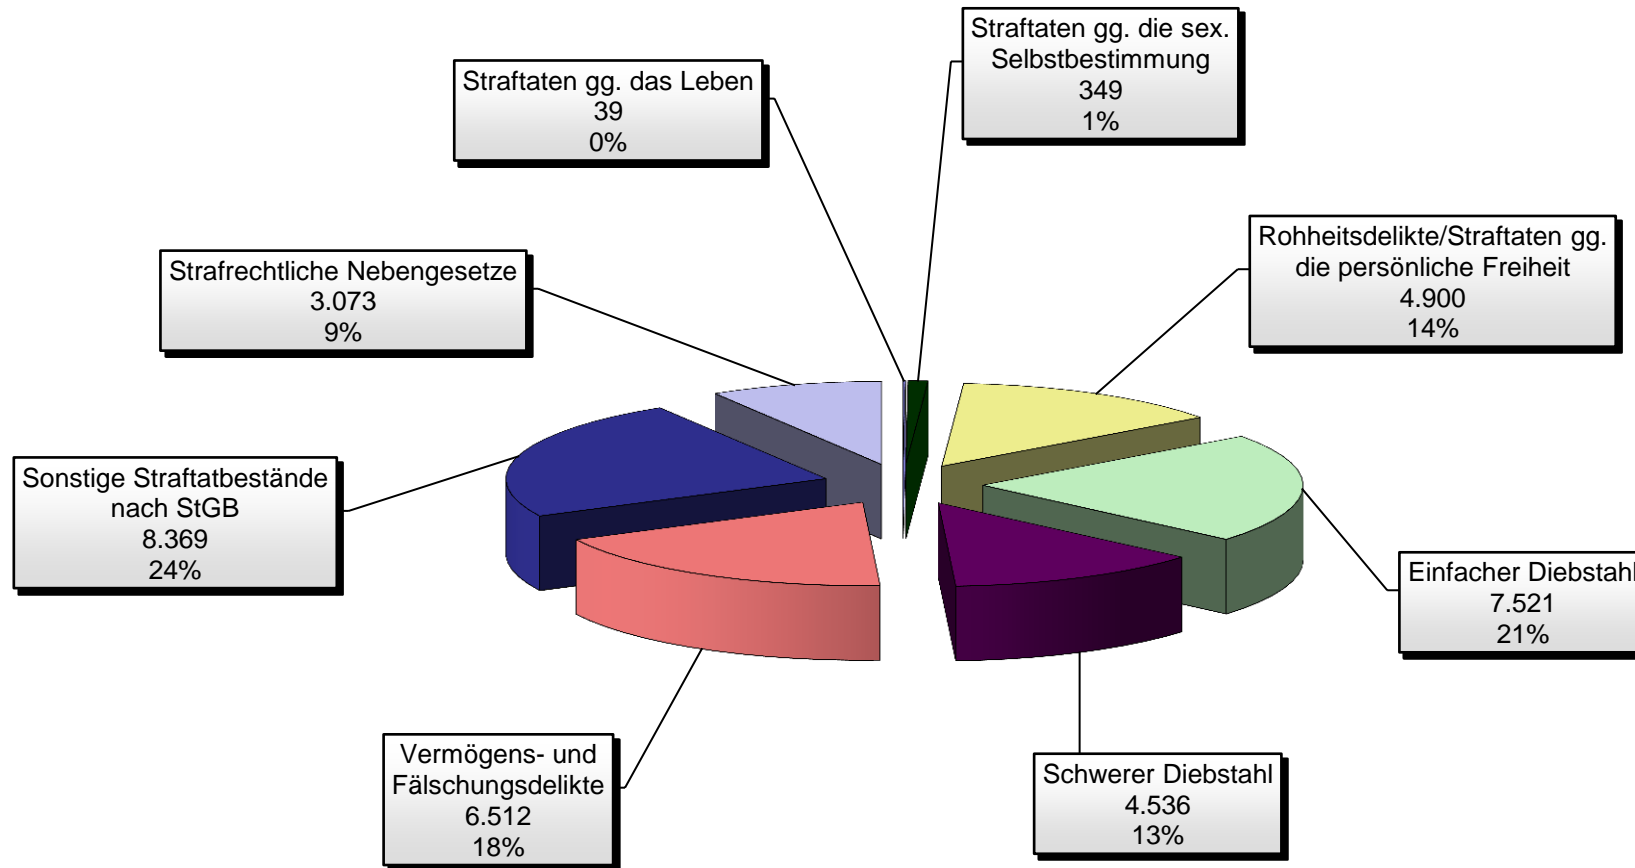 Straftaten gg. die sex.
Selbstbestimmung
349
1%
Straftaten gg. das Leben
39
0%
Rohheitsdelikte/Straftaten gg.
die persönliche Freiheit
4.900
14%
Strafrechtliche Nebengesetze
3.073
9%
Sonstige Straftatbestände
nach StGB
8.369
24%
Einfacher Diebstahl
7.521
21%
Vermögens- und
Fälschungsdelikte
6.512
18%
Schwerer Diebstahl
4.536
13%